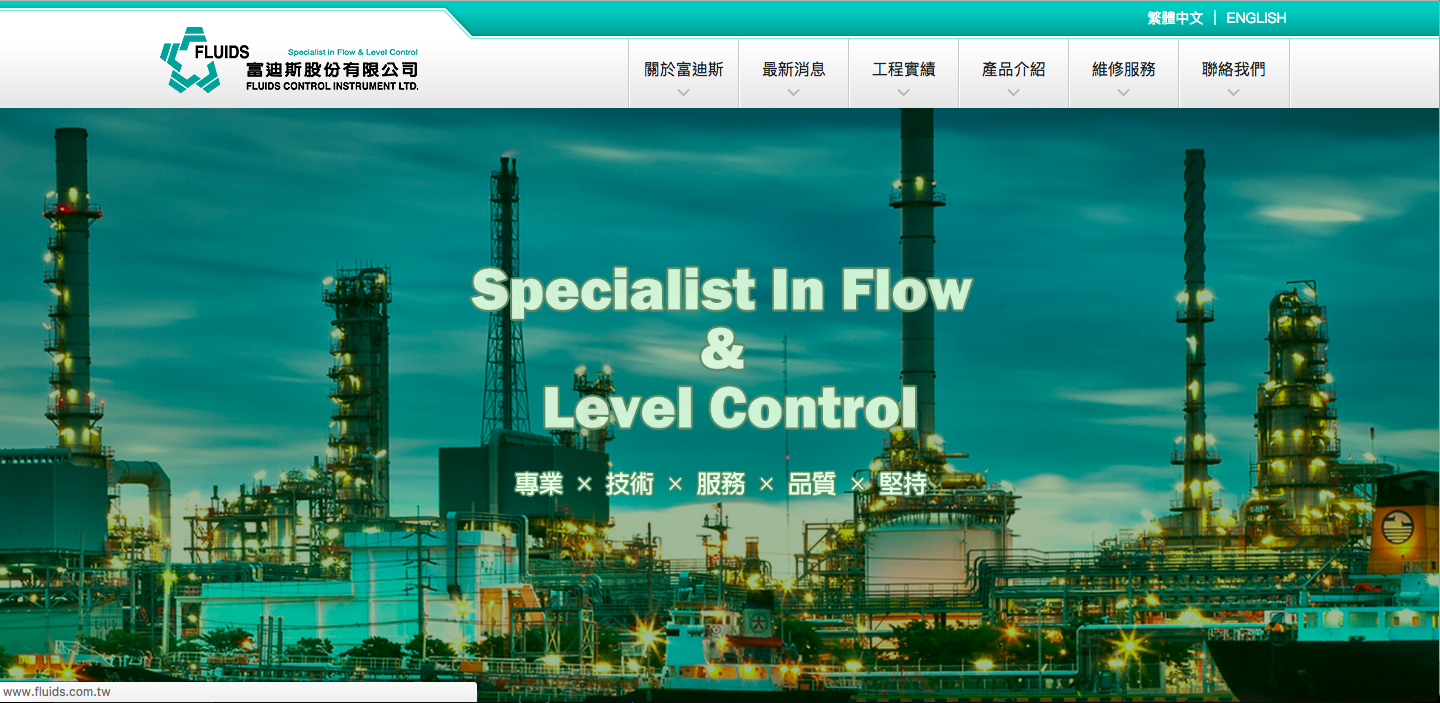 繁體中文 | ENGLISH
FLUIDS
Specialist in Flow & Level Control
富迪斯股份有限公司
FLUIDS CONTROL INSTRUMENT LTD.
關於富迪斯 最新消息 工程實績 產品介紹 維修服務 聯絡我們
Specialist In Flow
&
Level Control
專業 × 技術 × 服務 × 品質 × 堅持
大
www.fluids.com.tw